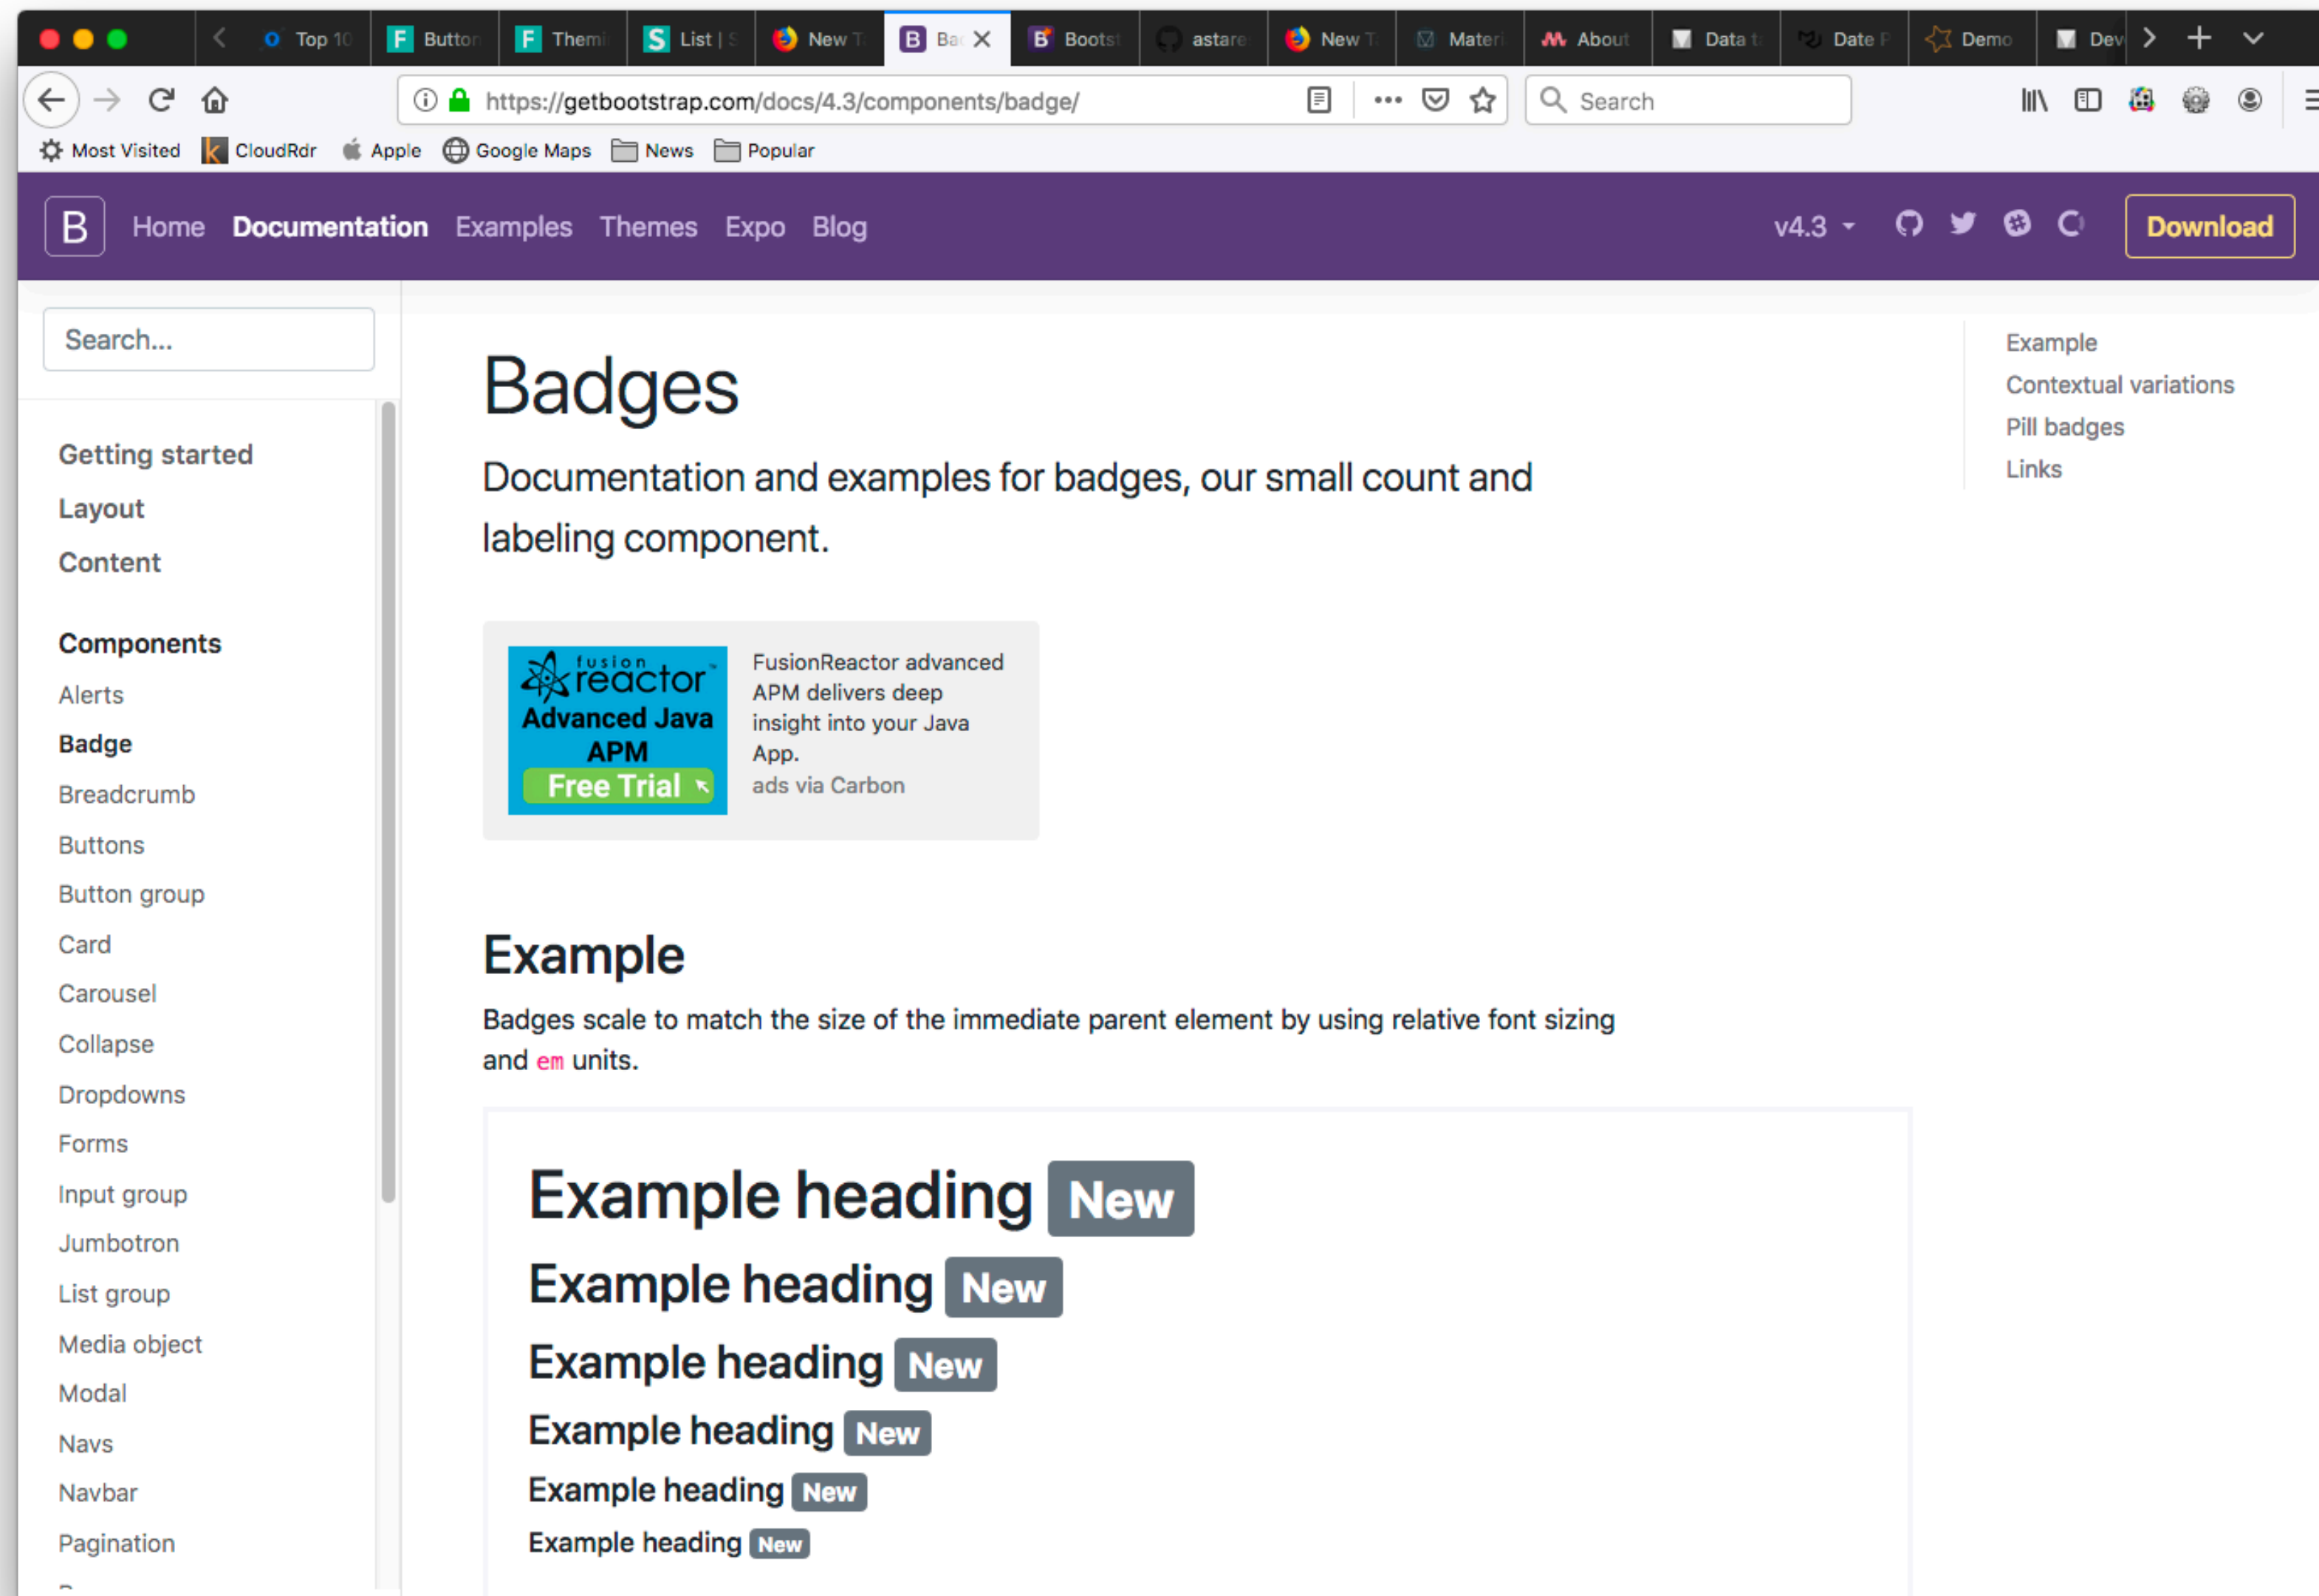 Top 10
Button
Themi
List | S
New T
Bad
Bootst
astare
New T
Materi
About
Data t
Date P
Demo
Dev
https://getbootstrap.com/docs/4.3/components/badge/
Search
Most Visited
CloudRdr
Apple
Google Maps
News
Popular
B Home Documentation Examples Themes Expo Blog
v4.3
Download
Search...
Getting started
Layout
Content
Components
Alerts
Badge
Breadcrumb
Buttons
Button group
Card
Carousel
Collapse
Dropdowns
Forms
Input group
Jumbotron
List group
Media object
Modal
Navs
Navbar
Pagination
Badges
Documentation and examples for badges, our small count and
labeling component.
fusion
reactor™
Advanced Java
APM
Free Trial
FusionReactor advanced
APM delivers deep
insight into your Java
App.
ads via Carbon
Example
Badges scale to match the size of the immediate parent element by using relative font sizing
and em units.
Example heading New
Example heading New
Example heading New
Example heading New
Example heading New
Example heading New
Example
Contextual variations
Pill badges
Links